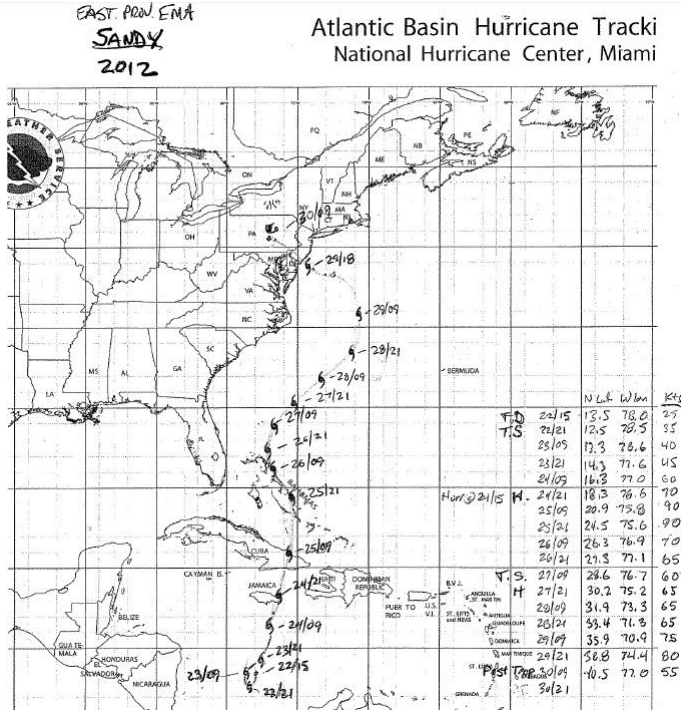 EAST. PROV. EMA
SANDY
2012
Atlantic Basin Hurricane Tracki
National Hurricane Center, Miami
EATHER SERVICE
NF
PQ
NB
PE
ME
NS
ON
VT
NH
NY
MA
CT
30/09
PA
OH
29/18
WV
VA
29/09
NC
28/21
SC
MS
AL
GA
28/09
BERMUDA
LA
27/21
27/09
26/21
26/09
25/21
BAHAMAS
CUBA
25/09
CAYMAN IS.
JAMAICA
24/21
HAITI
DOMINICAN
REPUBLIC
PUER TO
RICO
U.S.
V.I.
B.V.I.
ANGUILLA
ST. MARTIN
ST. KITTS
and NEVIS
ANTIGUA
GUADELOUPE
DOMINICA
MARTINIQUE
GRENADA
BELIZE
24/09
GUATE-
MALA
HONDURAS
EL
SALVADOR
NICARAGUA
23/21
23/09
22/15
22/21
N Lat W lon Kts
T.D 22/15 13.5 78.0 25
T.S 22/21 12.5 78.5 35
23/09 13.3 78.6 40
23/21 14.3 77.6 45
24/09 16.3 77.0 60
Hurr @ 24/15 H. 24/21 18.3 76.6 70
25/09 20.9 75.8 90
25/21 24.5 75.6 90
26/09 26.3 76.9 70
26/21 27.3 77.1 65
T.S. 27/09 28.6 76.7 60
H 27/21 30.2 75.2 65
28/09 31.9 73.3 65
28/21 33.4 71.3 65
29/09 35.9 70.9 75
29/21 38.8 74.4 80
Post Trop 30/09 40.5 77.0 55
30/21